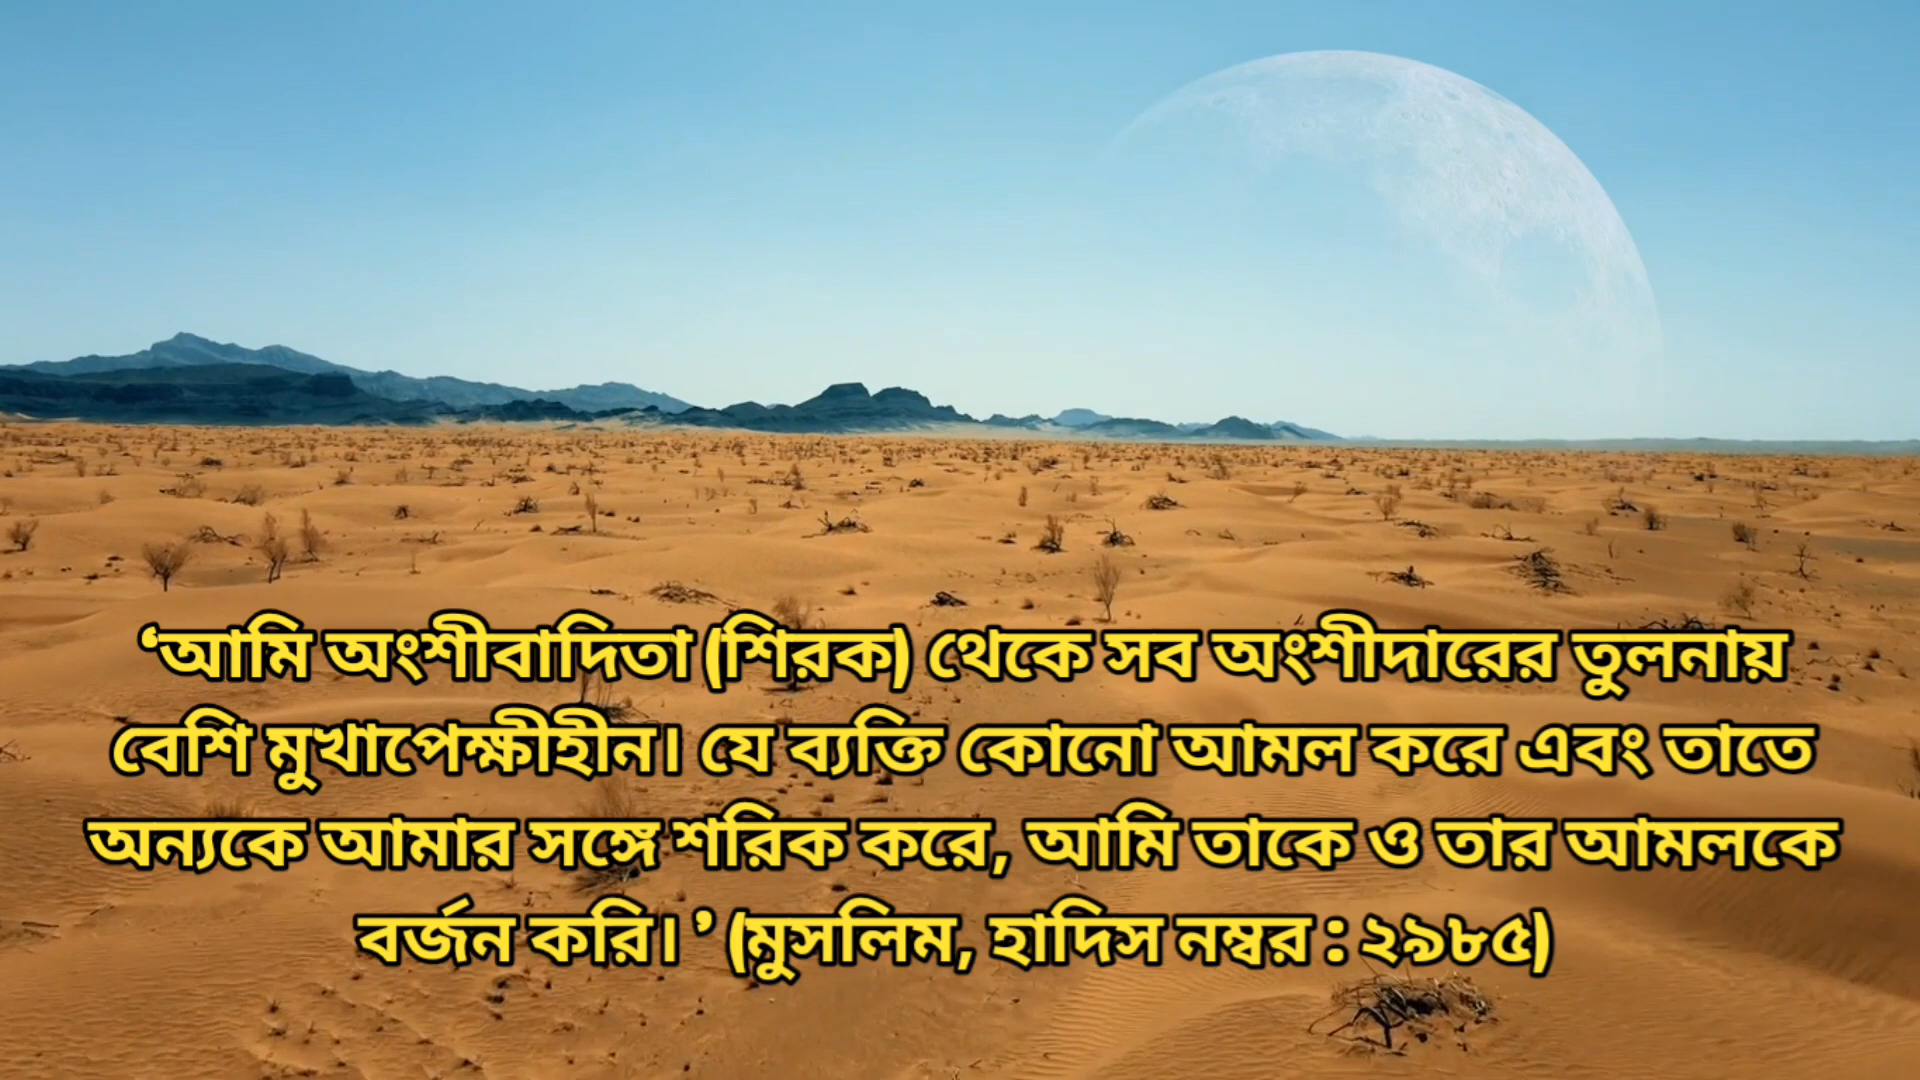 ‘আমি অংশীবাদিতা (শিরক) থেকে সব অংশীদারের তুলনায়
বেশি মুখাপেক্ষীহীন। যে ব্যক্তি কোনো আমল করে এবং তাতে
অন্যকে আমার সঙ্গে শরিক করে, আমি তাকে ও তার আমলকে
বর্জন করি। ’ (মুসলিম, হাদিস নম্বর : ২৯৮৫)